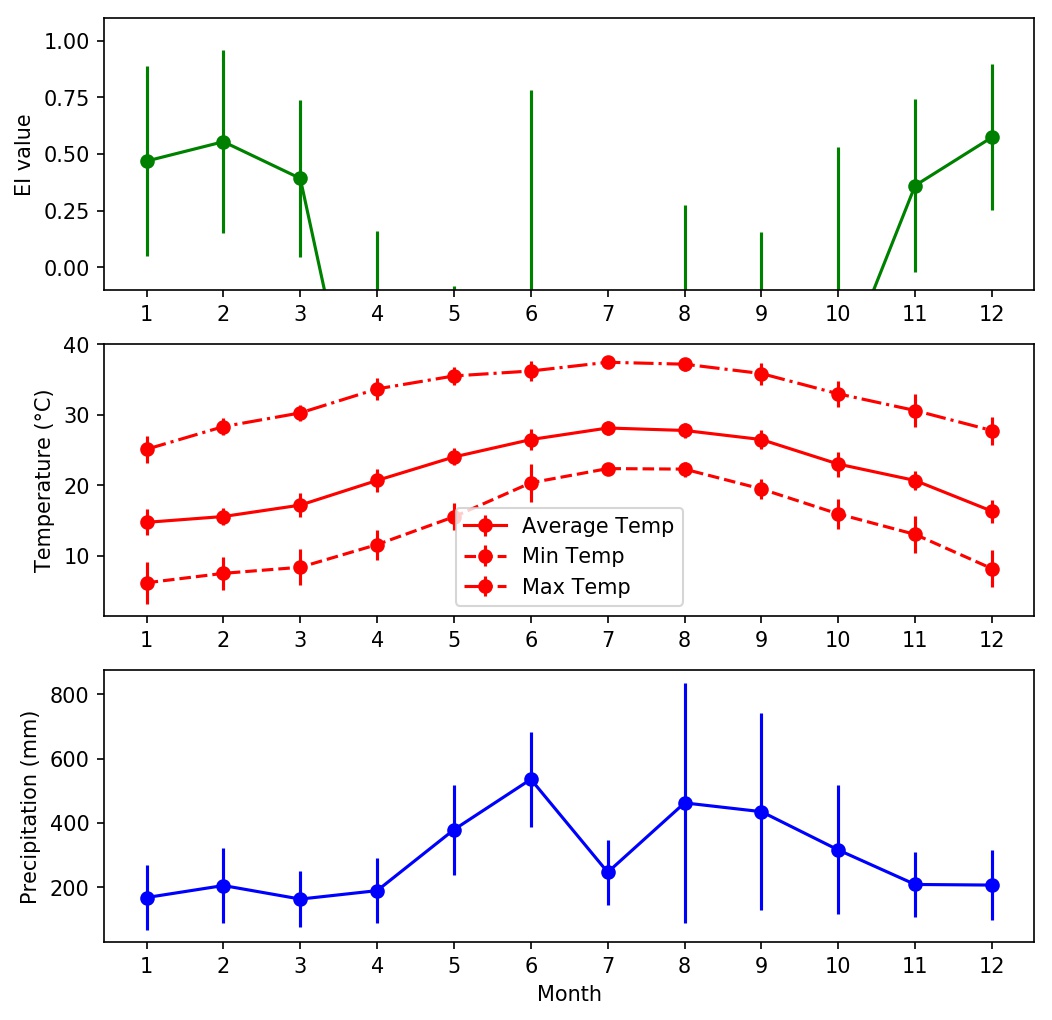 1.00
0.75
0.50
0.25
0.00
EI value
1 2 3 4 5 6 7 8 9 10 11 12
40
30
20
10
Temperature (°C)
Average Temp
Min Temp
Max Temp
1 2 3 4 5 6 7 8 9 10 11 12
800
600
400
200
Precipitation (mm)
1 2 3 4 5 6 7 8 9 10 11 12
Month